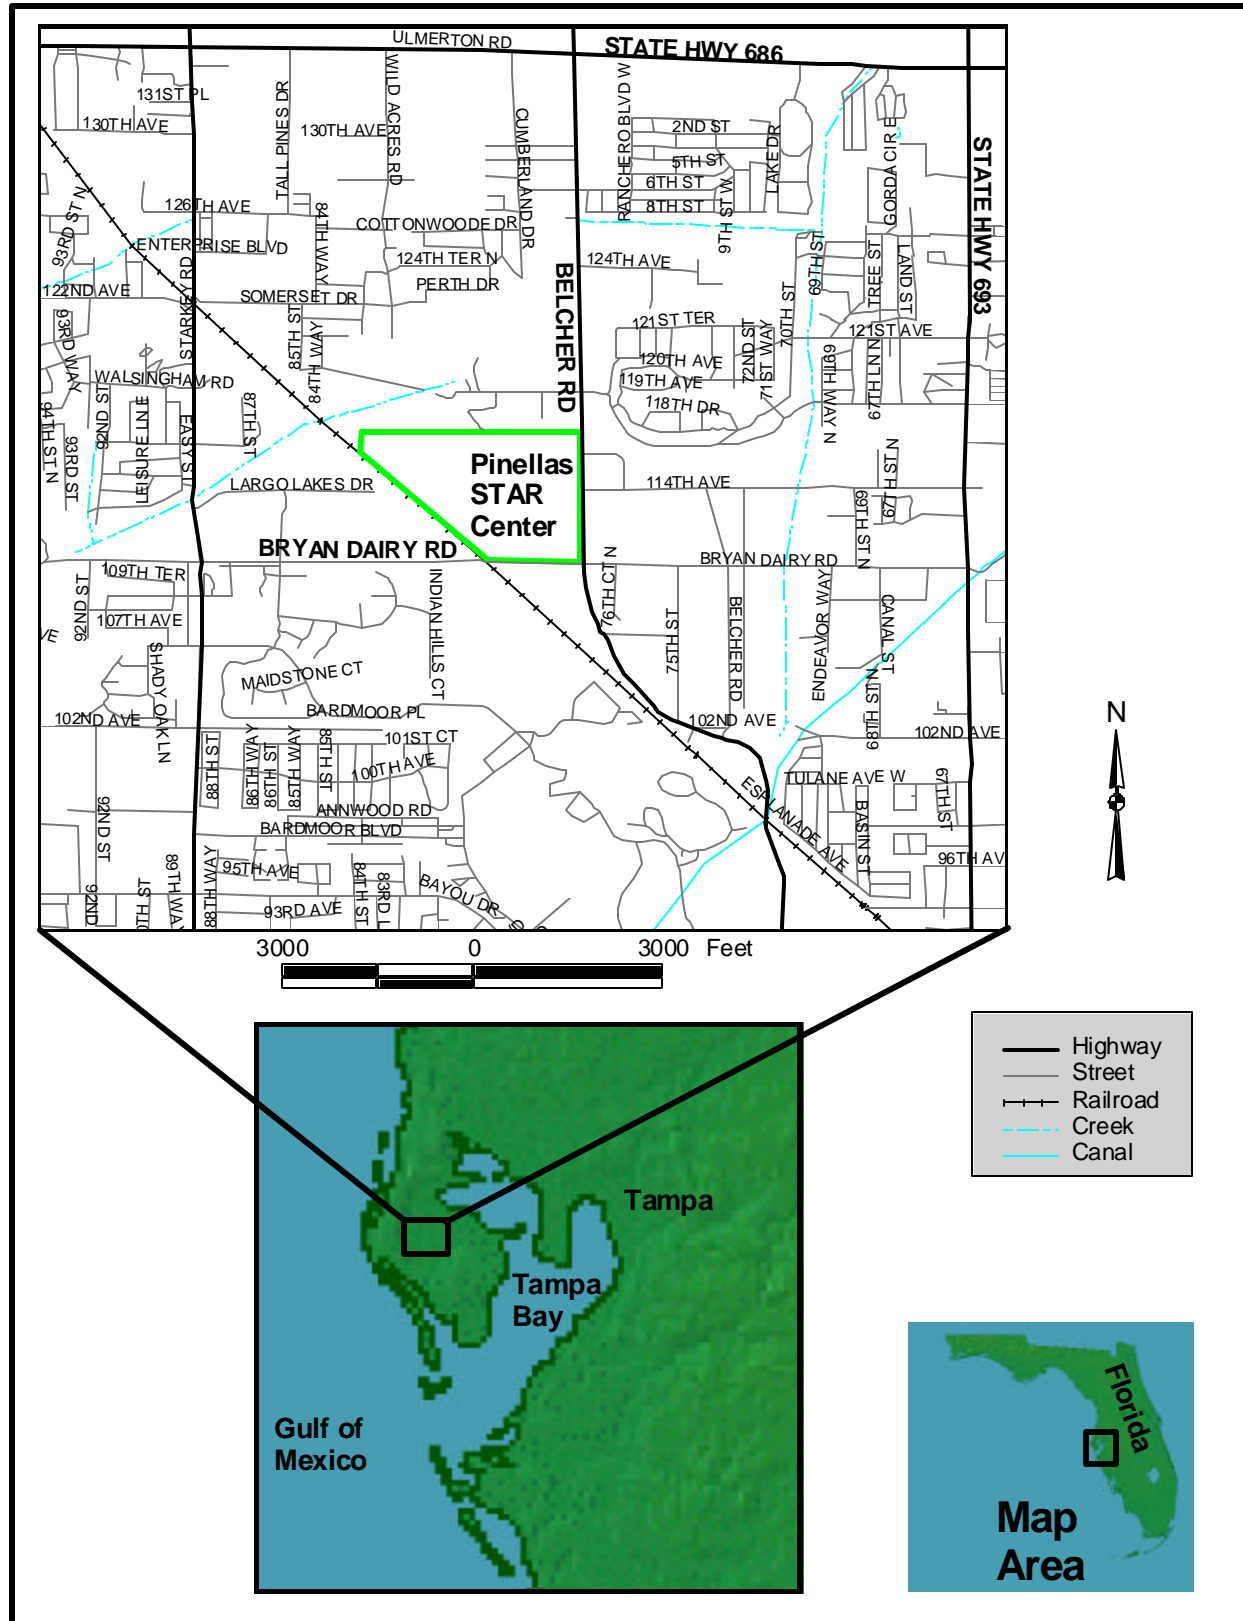 ULMERTON RD
STATE HWY 686
131ST PL
130TH AVE
TALL PINES DR
130TH AVE
WILD ACRES RD
CUMBERLAND DR
RANCHERO BLVD W
2ND ST
5TH ST
6TH ST
8TH ST
9TH ST W
LAKE DR
GORDA CIR E
STATE HWY 693
93RD ST N
126TH AVE
ENTERPRISE BLVD
84TH WAY
COTTONWOODE DR
124TH TER N
PERTH DR
BELCHER RD
124TH AVE
69TH ST
TREE ST
LAND ST
122ND AVE
STARKEY RD
SOMERSET DR
85TH ST
84TH WAY
121ST TER
120TH AVE
119TH AVE
118TH DR
72ND ST
71ST WAY
70TH ST
121ST AVE
69TH WAY N
67TH LN N
93RD WAY
WALSINGHAM RD
94TH ST N
93RD ST
92ND ST
LEISURE LN E
EASY ST
87TH ST
LARGO LAKES DR
Pinellas
STAR
Center
114TH AVE
69TH ST N
67TH ST N
BRYAN DAIRY RD
BRYAN DAIRY RD
109TH TER
92ND ST
107TH AVE
VE
INDIAN HILLS CT
76TH CT N
75TH ST
BELCHER RD
ENDEAVOR WAY
CANAL ST
SHADY OAK LN
MAIDSTONE CT
102ND AVE
BARDMOOR PL
102ND AVE
68TH ST N
102ND AVE
88TH ST
86TH WAY
86TH ST
85TH WAY
85TH ST
101ST CT
100TH AVE
ANNWOOD RD
BARDMOOR BLVD
92ND ST
ESPLANADE AVE
TULANE AVE W
BASIN ST
67TH ST
96TH AV
95TH AVE
89TH WAY
88TH WAY
84TH ST
83RD L
BAYOU DR
93RD AVE
92ND
0TH ST
N
3000 0 3000 Feet
Highway
Street
Railroad
Creek
Canal
Tampa
Tampa
Bay
Gulf of
Mexico
Florida
Map
Area